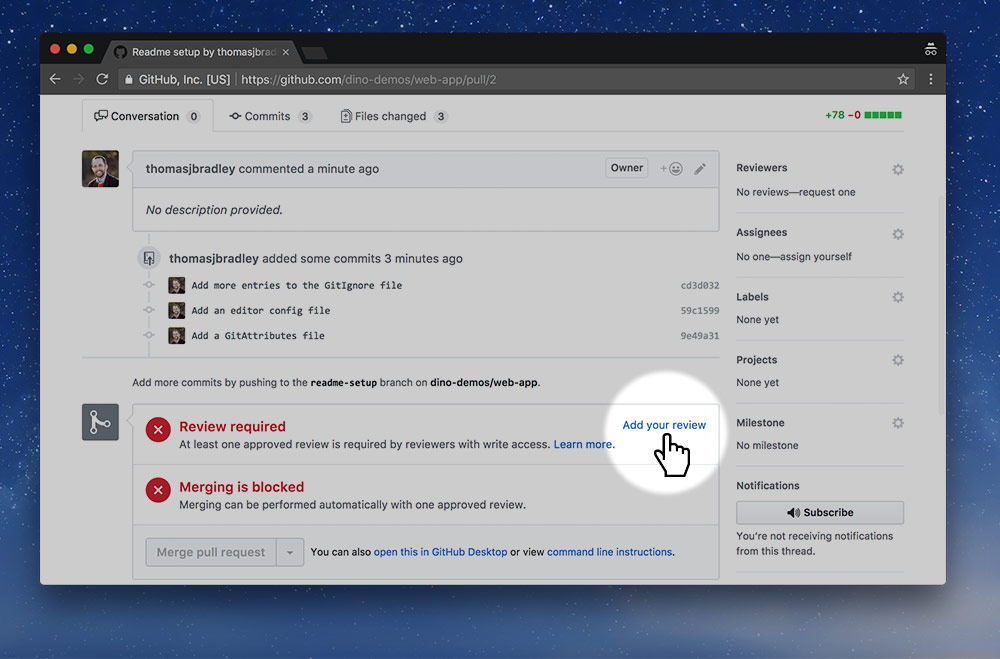 Readme setup by thomasjbrad
GitHub, Inc. [US] https://github.com/dino-demos/web-app/pull/2
Conversation 0 Commits 3 Files changed 3 +78 −0
thomasjbradley commented a minute ago Owner +
No description provided.
thomasjbradley added some commits 3 minutes ago
Add more entries to the GitIgnore file cd3d032
Add an editor config file 59c1599
Add a GitAttributes file 9e49a31
Add more commits by pushing to the readme-setup branch on dino-demos/web-app.
Review required
At least one approved review is required by reviewers with write access. Learn more.
Add your review
Merging is blocked
Merging can be performed automatically with one approved review.
Merge pull request
You can also open this in GitHub Desktop or view command line instructions.
Reviewers
No reviews—request one
Assignees
No one—assign yourself
Labels
None yet
Projects
None yet
Milestone
No milestone
Notifications
Subscribe
You’re not receiving notifications
from this thread.